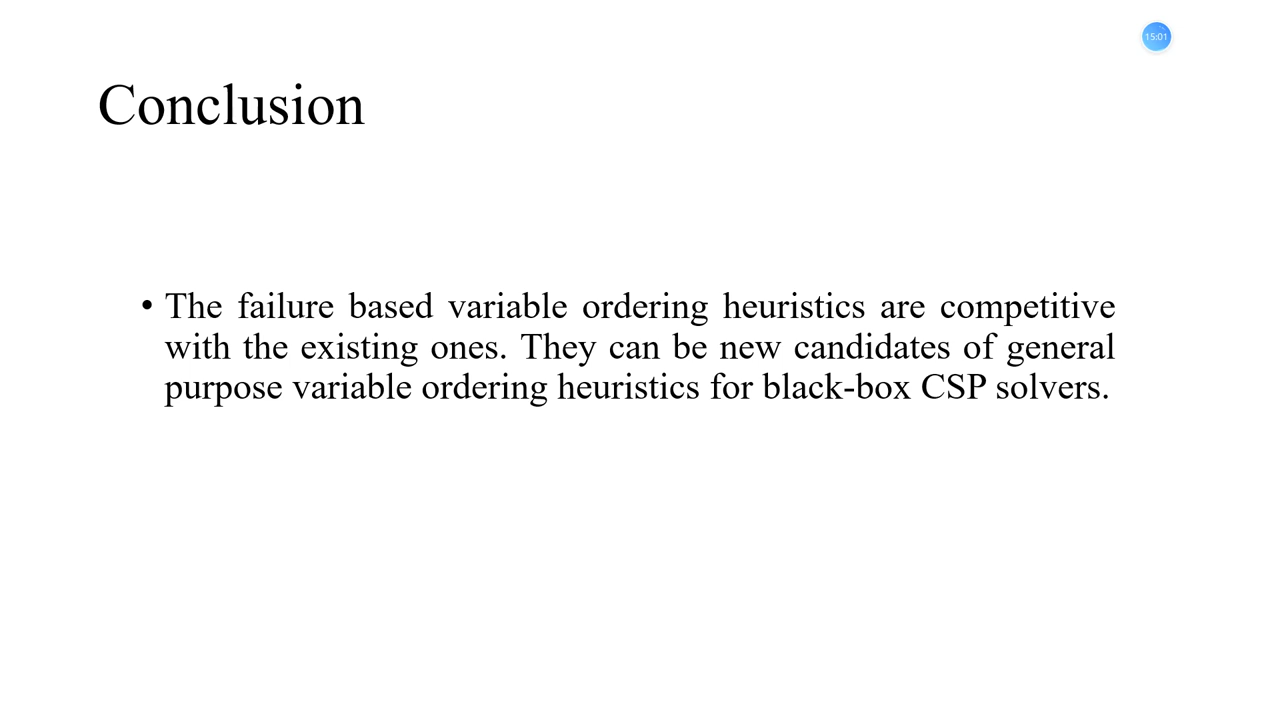 15:01
Conclusion
• The failure based variable ordering heuristics are competitive
with the existing ones. They can be new candidates of general
purpose variable ordering heuristics for black-box CSP solvers.